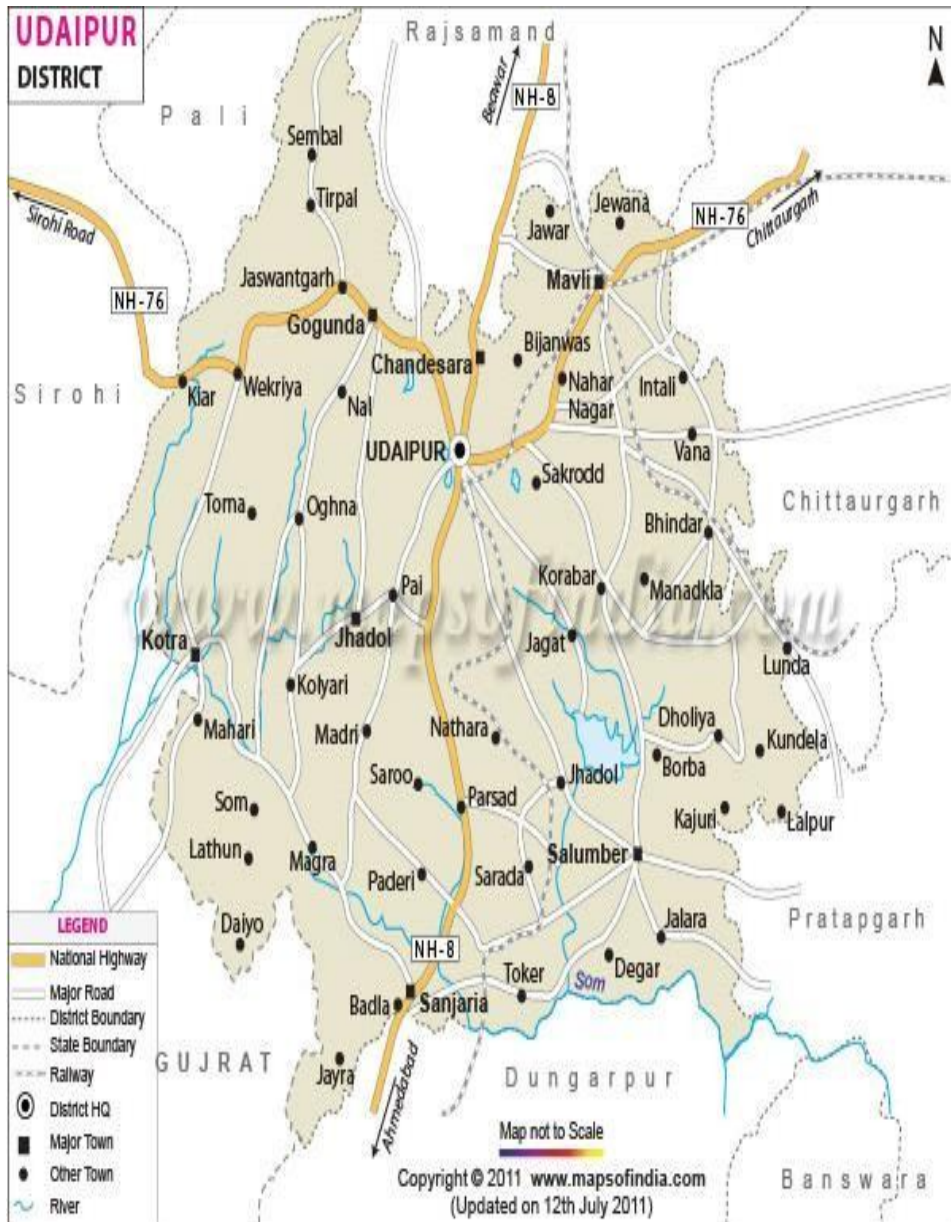 UDAIPUR
DISTRICT
Rajsamand
N
Pali
Beawar
NH-8
Sembal
Tirpal
Sirohi Road
Jawar
Jewana
NH-76
Chittaurgarh
Jaswantgarh
Mavli
NH-76
Gogunda
Chandesara
Bijanwas
Sirohi
Kiar
Wekriya
Nal
Nahar
Nagar
Intali
UDAIPUR
Vana
Sakrodd
Chittaurgarh
Torna
Oghna
Bhindar
Pai
Korabar
Manadkla
www.mapsofindia.com
Kotra
Jhadol
Jagat
Lunda
Kolyari
Mahari
Madri
Nathara
Dholiya
Kundela
Borba
Saroo
Jhadol
Som
Parsad
Kajuri
Lalpur
Lathun
Magra
Paderi
Sarada
Salumber
Pratapgarh
LEGEND
Daiyo
Jalara
National Highway
NH-8
Degar
Major Road
Toker
Som
District Boundary
Badla
Sanjaria
State Boundary
GUJRAT
Railway
Jayra
Dungarpur
District HQ
Ahmedabad
Major Town
Map not to Scale
Other Town
Copyright © 2011 www.mapsofindia.com
Banswara
River
(Updated on 12th July 2011)